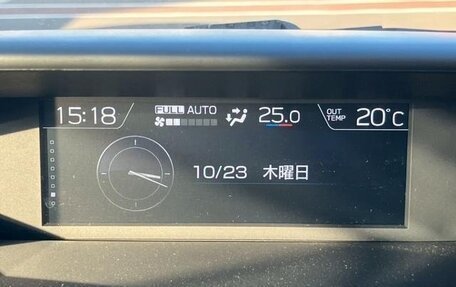 15:18 FULL AUTO 25.0 OUT TEMP 20°C
10/23 木曜日